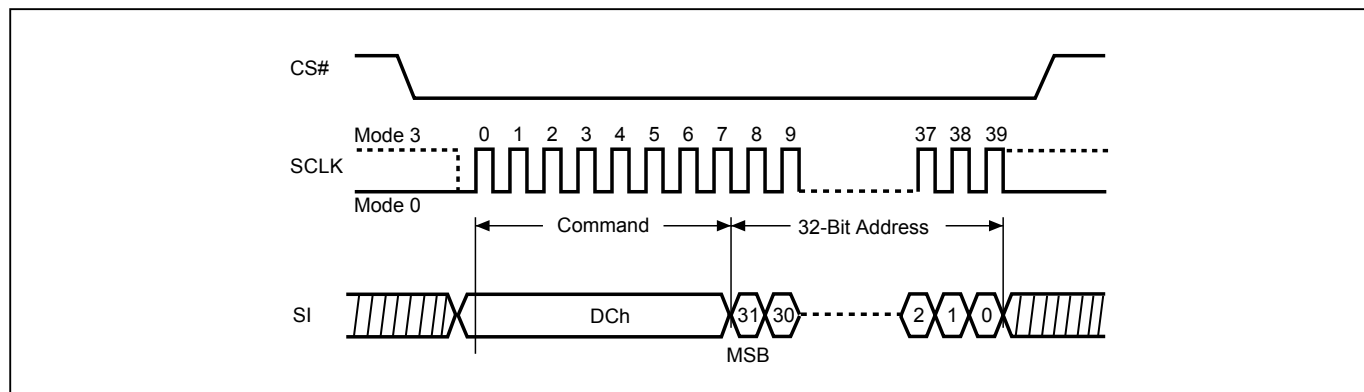 CS#
Mode 3
0 1 2 3 4 5 6 7 8 9 37 38 39
SCLK
Mode 0
Command
32-Bit Address
SI
DCh
31 30
2 1 0
MSB